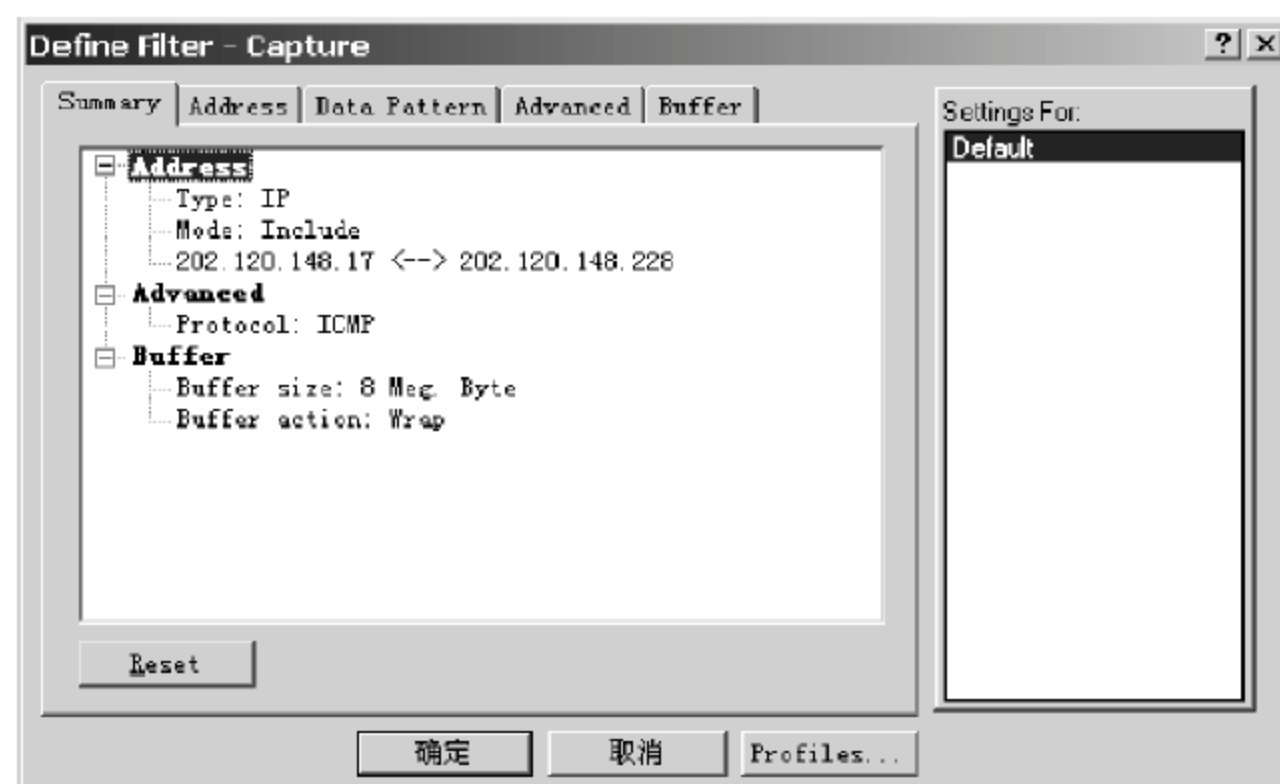 Define Filter - Capture
Summary Address Data Pattern Advanced Buffer
Settings For:
Default
Address
Type: IP
Mode: Include
202.120.148.17 <--> 202.120.148.228
Advanced
Protocol: ICMP
Buffer
Buffer size: 8 Meg. Byte
Buffer action: Wrap
Reset
确定 取消 Profiles...